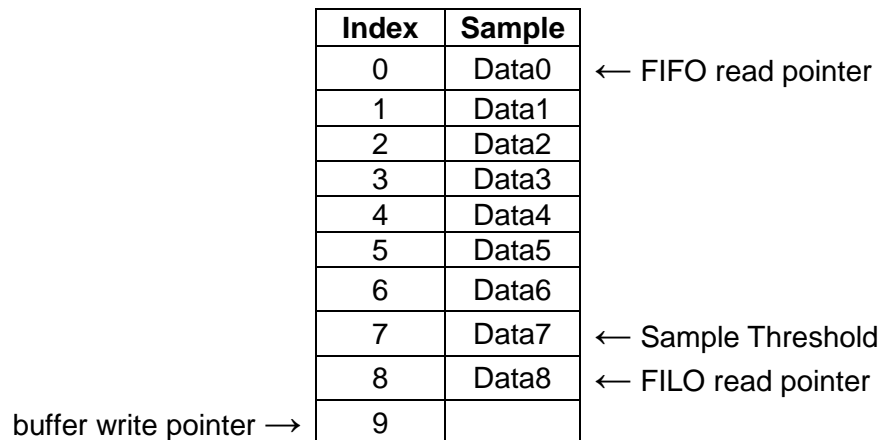 Index Sample
0 Data0 ← FIFO read pointer
1 Data1
2 Data2
3 Data3
4 Data4
5 Data5
6 Data6
7 Data7 ← Sample Threshold
8 Data8 ← FILO read pointer
buffer write pointer → 9